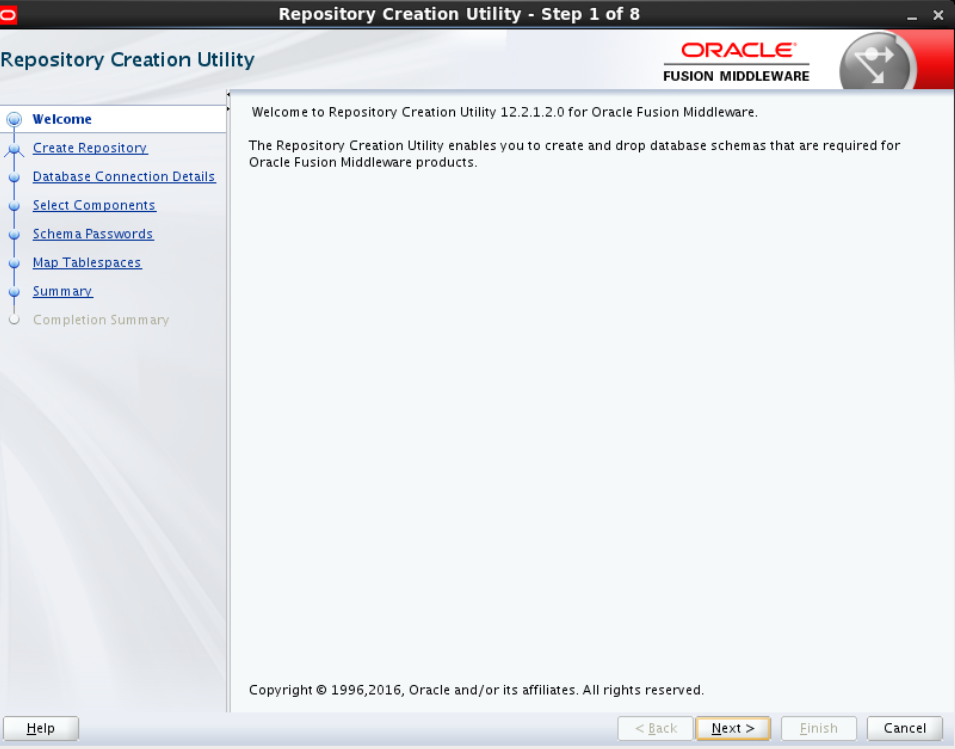 Repository Creation Utility - Step 1 of 8
Repository Creation Utility
ORACLE
FUSION MIDDLEWARE
Welcome
Create Repository
Database Connection Details
Select Components
Schema Passwords
Map Tablespaces
Summary
Completion Summary
Welcome to Repository Creation Utility 12.2.1.2.0 for Oracle Fusion Middleware.
The Repository Creation Utility enables you to create and drop database schemas that are required for
Oracle Fusion Middleware products.
Copyright © 1996,2016, Oracle and/or its affiliates. All rights reserved.
Help
< Back
Next >
Finish
Cancel